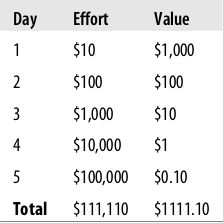 Day Effort Value
1 $10 $1,000
2 $100 $100
3 $1,000 $10
4 $10,000 $1
5 $100,000 $0.10
Total $111,110 $1111.10